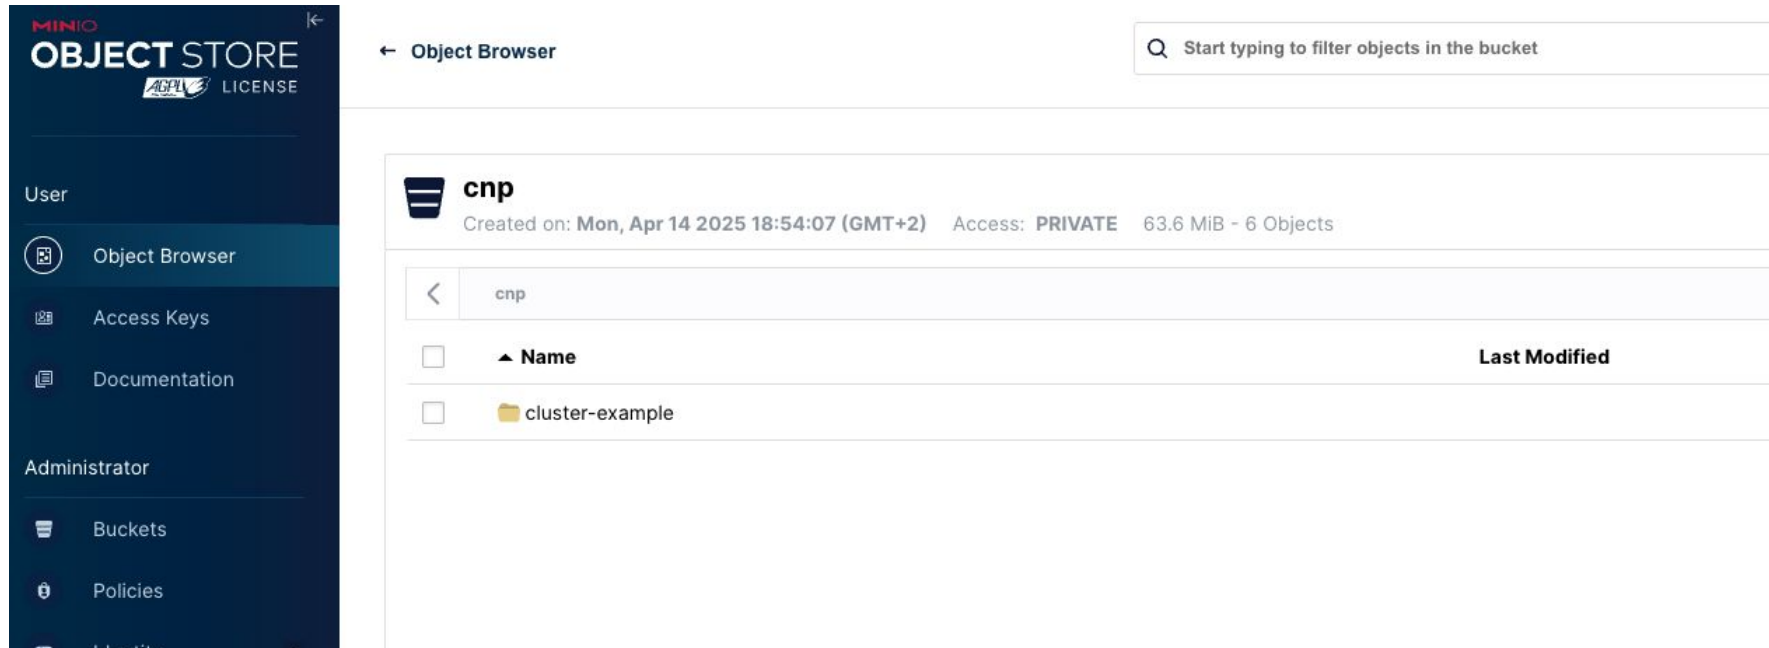 MINIO
OBJECT STORE
AGPL LICENSE
User
Object Browser
Access Keys
Documentation
Administrator
Buckets
Policies
← Object Browser
Start typing to filter objects in the bucket
cnp
Created on: Mon, Apr 14 2025 18:54:07 (GMT+2) Access: PRIVATE 63.6 MiB - 6 Objects
cnp
Name Last Modified
cluster-example